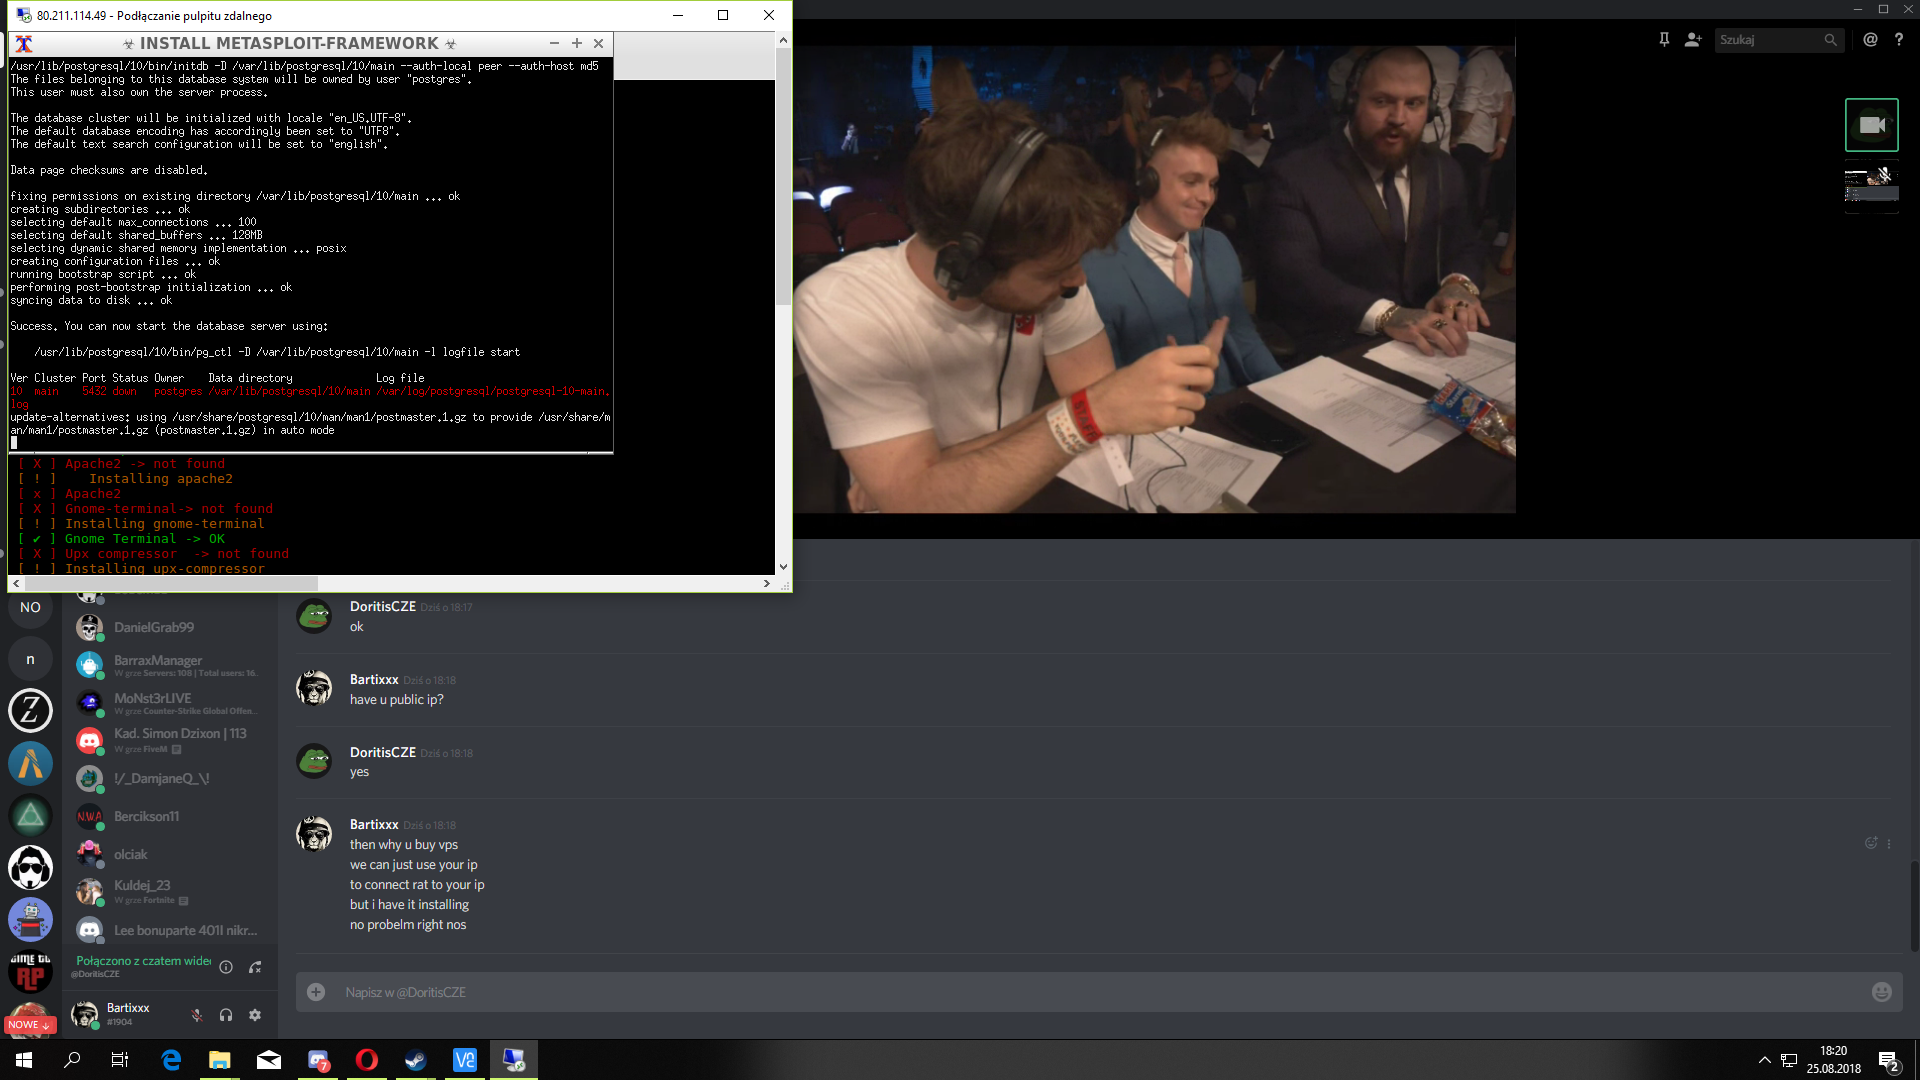 80.211.114.49 - Podłączanie pulpitu zdalnego
☣ INSTALL METASPLOIT-FRAMEWORK ☣
/usr/lib/postgresql/10/bin/initdb -D /var/lib/postgresql/10/main --auth-local peer --auth-host md5
The files belonging to this database system will be owned by user "postgres".
This user must also own the server process.
The database cluster will be initialized with locale "en_US.UTF-8".
The default database encoding has accordingly been set to "UTF8".
The default text search configuration will be set to "english".
Data page checksums are disabled.
fixing permissions on existing directory /var/lib/postgresql/10/main ... ok
creating subdirectories ... ok
selecting default max_connections ... 100
selecting default shared_buffers ... 128MB
selecting dynamic shared memory implementation ... posix
creating configuration files ... ok
running bootstrap script ... ok
performing post-bootstrap initialization ... ok
syncing data to disk ... ok
Success. You can now start the database server using:
/usr/lib/postgresql/10/bin/pg_ctl -D /var/lib/postgresql/10/main -l logfile start
Ver Cluster Port Status Owner    Data directory              Log file
10  main    5432 down   postgres /var/lib/postgresql/10/main /var/log/postgresql/postgresql-10-main.
log
update-alternatives: using /usr/share/postgresql/10/man/man1/postmaster.1.gz to provide /usr/share/m
an/man1/postmaster.1.gz (postmaster.1.gz) in auto mode
[ X ] Apache2 -> not found
[ ! ]    Installing apache2
[ x ] Apache2
[ X ] Gnome-terminal-> not found
[ ! ] Installing gnome-terminal
[ ✔ ] Gnome Terminal -> OK
[ X ] Upx compressor  -> not found
[ ! ] Installing upx-compressor
Szukaj
NO
n
DanielGrab99
BarraxManager
W grze Servers: 108 | Total users: 16...
MoNst3rLIVE
W grze Counter-Strike Global Offen...
Kad. Simon Dzixon | 113
W grze FiveM
!/_DamjaneQ_\!
N.W.A
Bercikson11
olciak
Kuldej_23
W grze Fortnite
Lee bonuparte 401I nikr...
GIME TU
RP
NOWE ↓
Połączono z czatem wide
@DoritisCZE
Bartixxx
#1904
DoritisCZE Dziś o 18:17
ok
Bartixxx Dziś o 18:18
have u public ip?
DoritisCZE Dziś o 18:18
yes
Bartixxx Dziś o 18:18
then why u buy vps
we can just use your ip
to connect rat to your ip
but i have it installing
no probelm right nos
Napisz w @DoritisCZE
7
18:20
25.08.2018
2